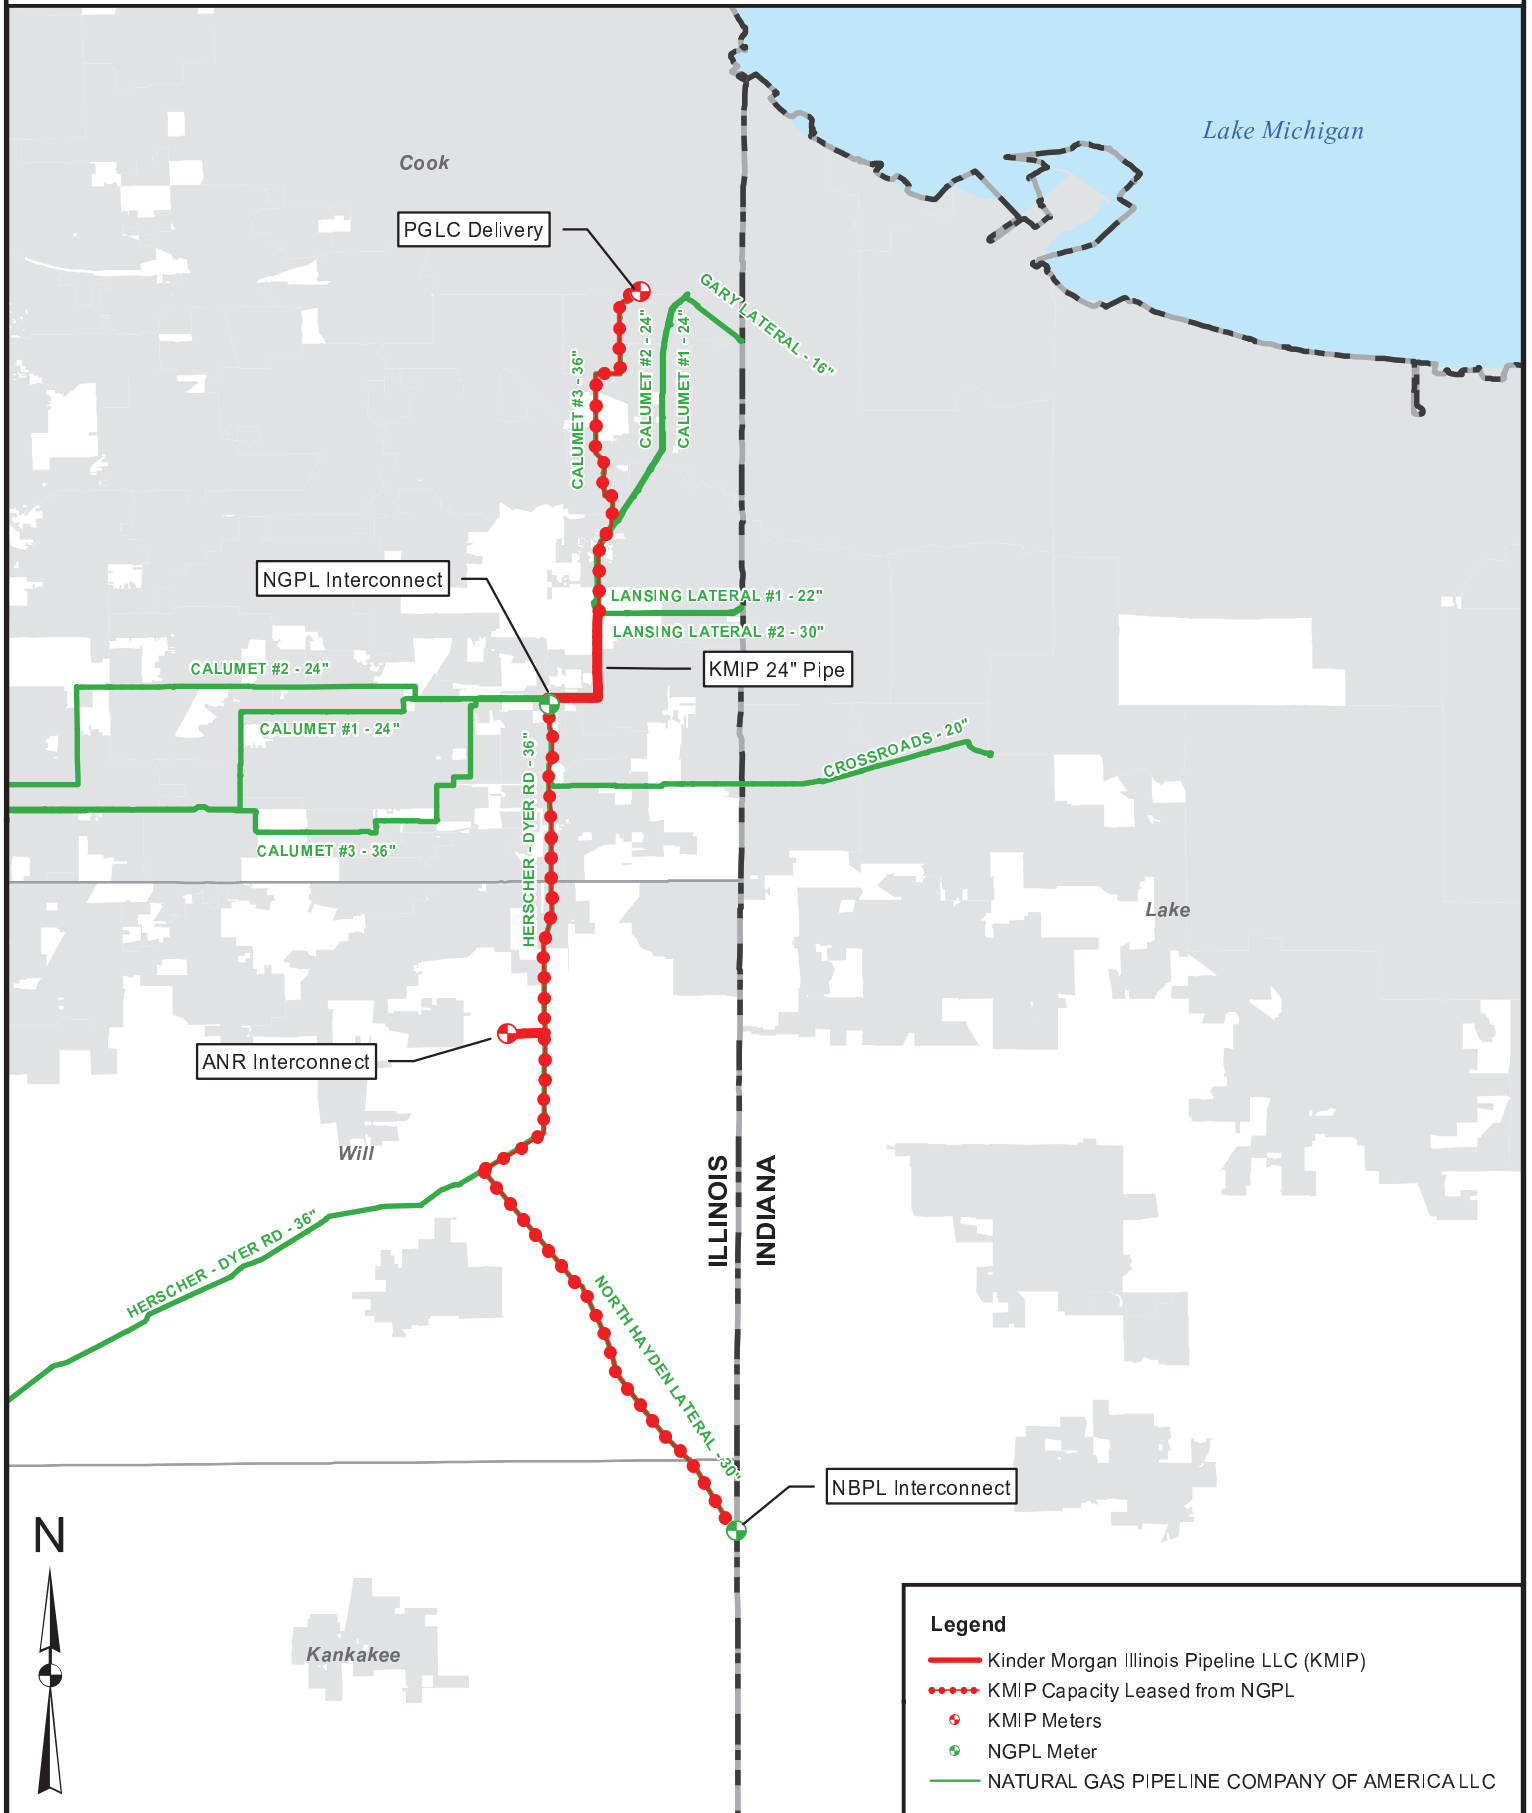 Lake Michigan
Cook
PGLC Delivery
GARY LATERAL - 16"
CALUMET #3 - 36"
CALUMET #2 - 24"
CALUMET #1 - 24"
NGPL Interconnect
LANSING LATERAL #1 - 22"
LANSING LATERAL #2 - 30"
KMIP 24" Pipe
CALUMET #2 - 24"
CALUMET #1 - 24"
HERSCHER - DYER RD - 36"
CROSSROADS - 20"
CALUMET #3 - 36"
Lake
ANR Interconnect
Will
ILLINOIS
INDIANA
HERSCHER - DYER RD - 36"
NORTH HAYDEN LATERAL - 30"
NBPL Interconnect
N
Kankakee
Legend
Kinder Morgan Illinois Pipeline LLC (KMIP)
KMIP Capacity Leased from NGPL
KMIP Meters
NGPL Meter
NATURAL GAS PIPELINE COMPANY OF AMERICA LLC